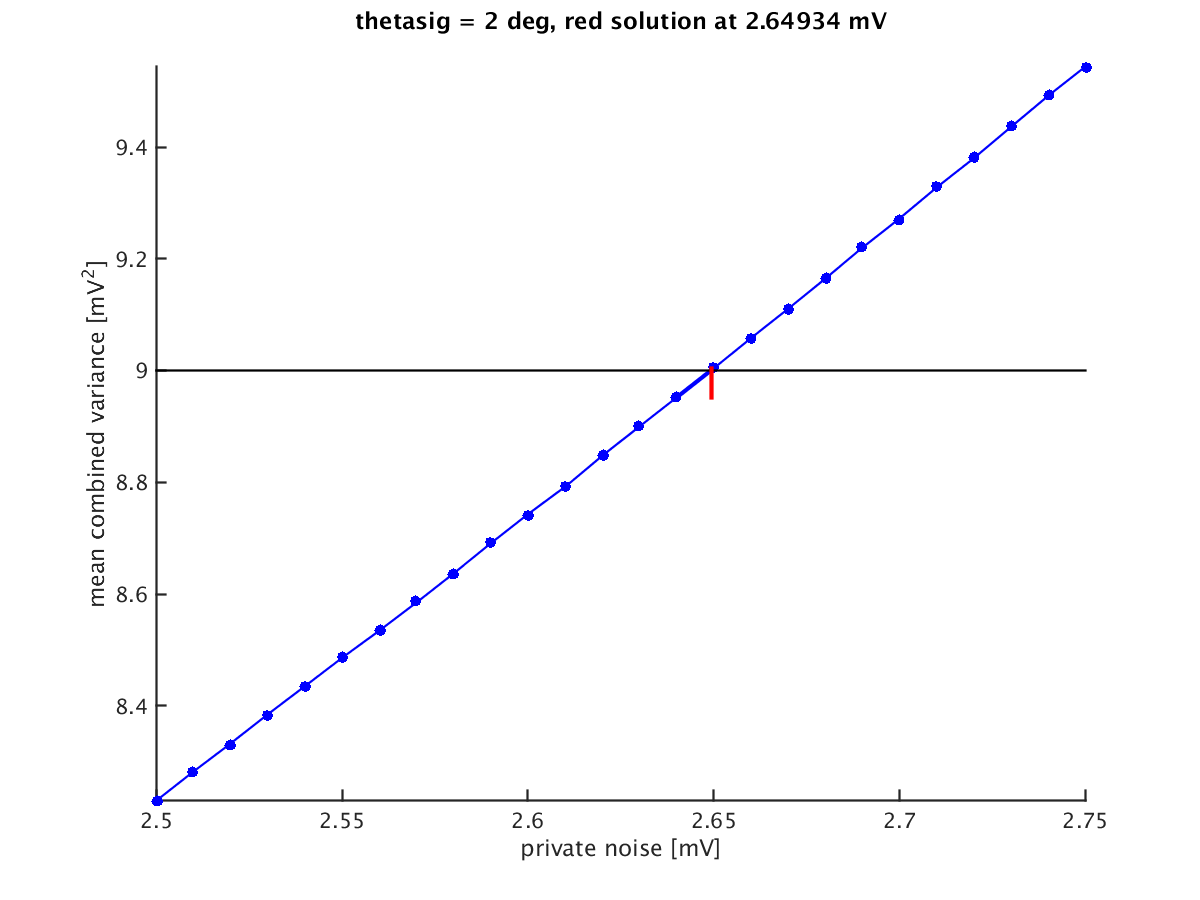 thetasig = 2 deg, red solution at 2.64934 mV
mean combined variance [mV²]
9.4
9.2
9
8.8
8.6
8.4
2.5 2.55 2.6 2.65 2.7 2.75
private noise [mV]